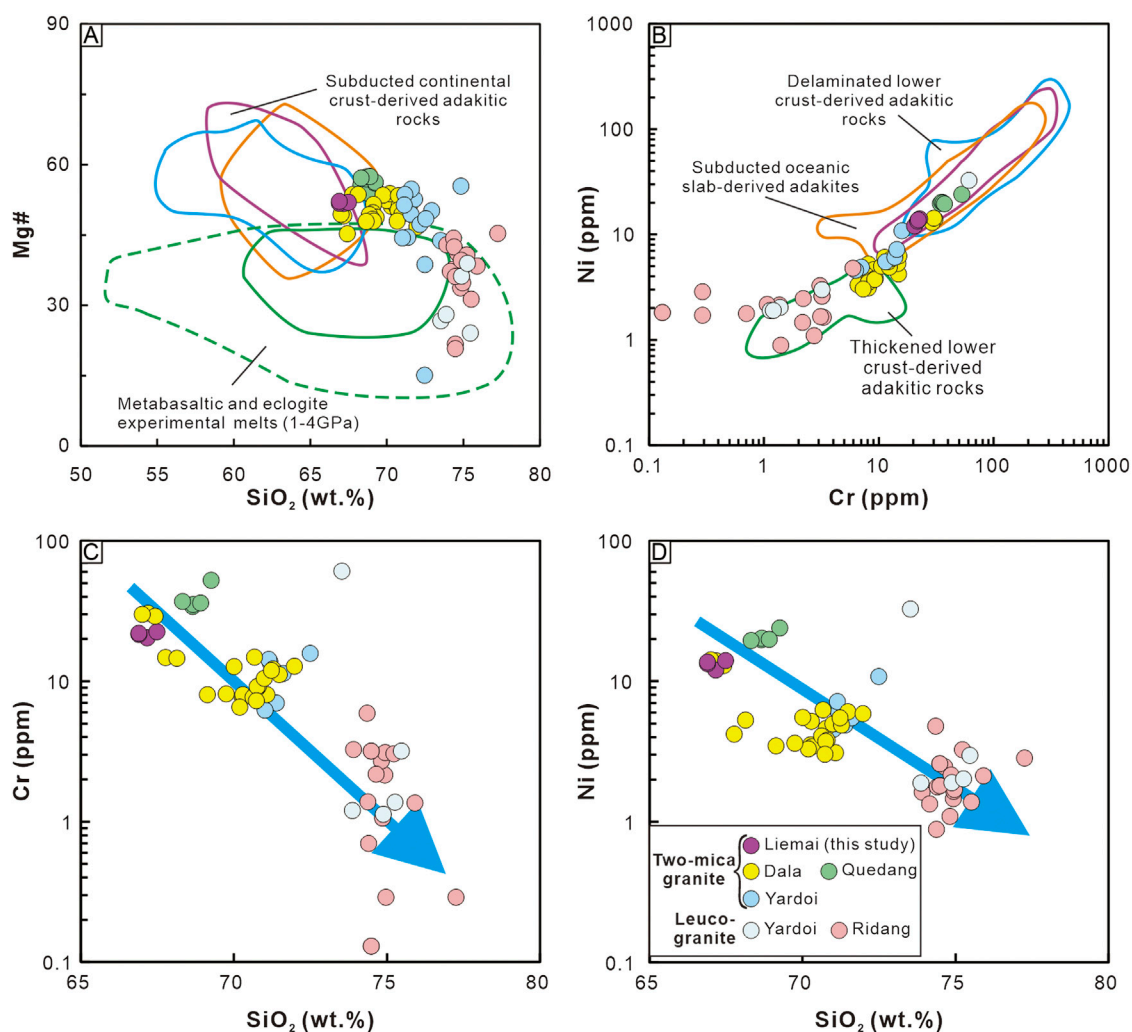 A
Mg#
90
60
30
0
Subducted continental
crust-derived adakitic
rocks
Metabasaltic and eclogite
experimental melts (1-4GPa)
50
55
60
65
70
75
80
SiO₂ (wt.%)
B
Ni (ppm)
1000
100
10
1
0.1
Delaminated lower
crust-derived adakitic
rocks
Subducted oceanic
slab-derived adakites
Thickened lower
crust-derived
adakitic rocks
0.1
1
10
100
1000
Cr (ppm)
C
Cr (ppm)
100
10
1
0.1
65
70
75
80
SiO₂ (wt.%)
D
Ni (ppm)
100
10
1
0.1
Two-mica
granite
Liemai (this study)
Dala
Quedang
Yardoi
Leuco-
granite
Yardoi
Ridang
65
70
75
80
SiO₂ (wt.%)